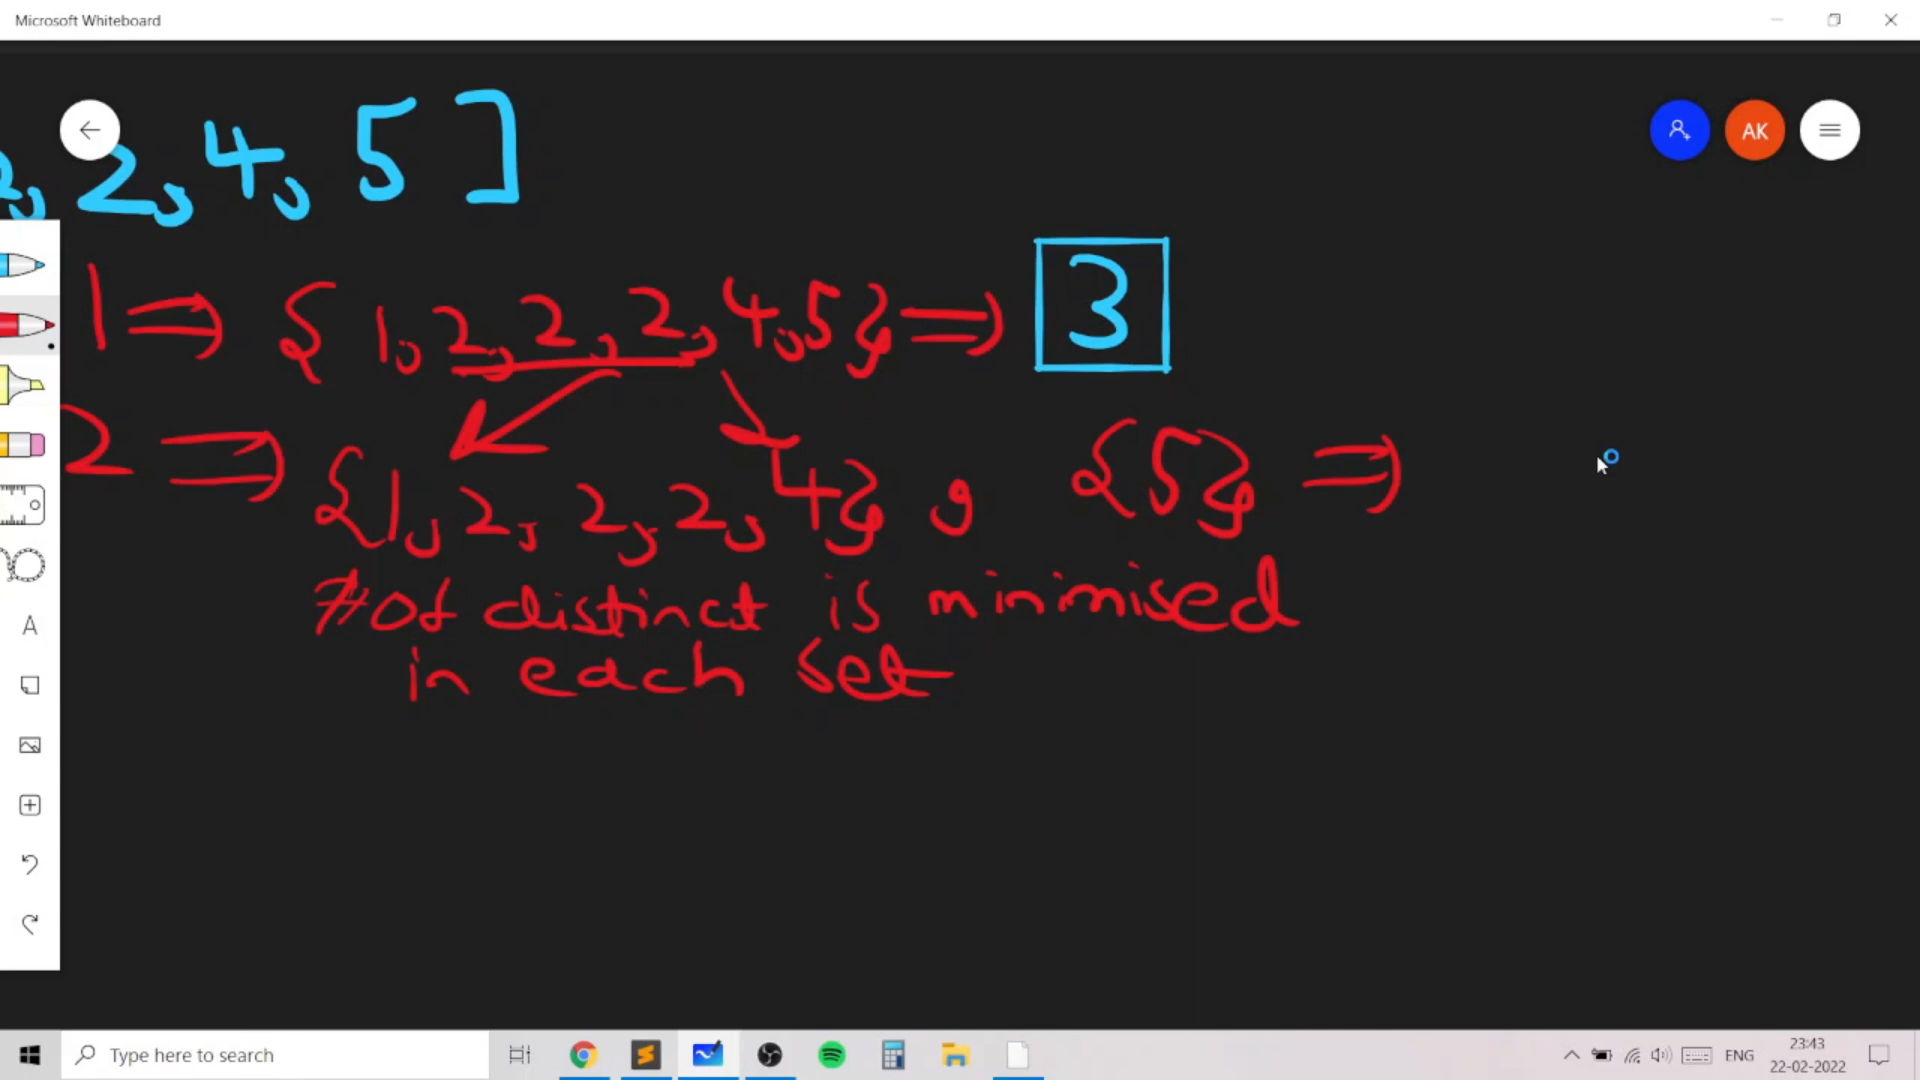 Microsoft Whiteboard
2, 4, 5 ]
AK
1 ⇒ { 1, 2, 2, 2, 4, 5 } ⇒ 3
2 ⇒ { 1, 2, 2, 2, 4 } , { 5 } ⇒
# of distinct is minimised
in each set
A
Type here to search
ENG
23:43
22-02-2022